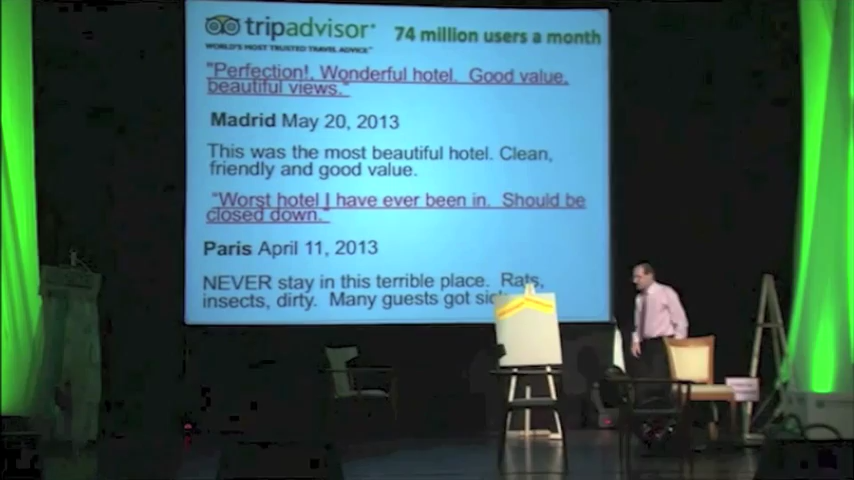 tripadvisor
74 million users a month
WORLD'S MOST TRUSTED TRAVEL ADVICE™
"Perfection!, Wonderful hotel. Good value,
beautiful views."
Madrid May 20, 2013
This was the most beautiful hotel. Clean,
friendly and good value.
"Worst hotel I have ever been in. Should be
closed down."
Paris April 11, 2013
NEVER stay in this terrible place. Rats,
insects, dirty. Many guests got